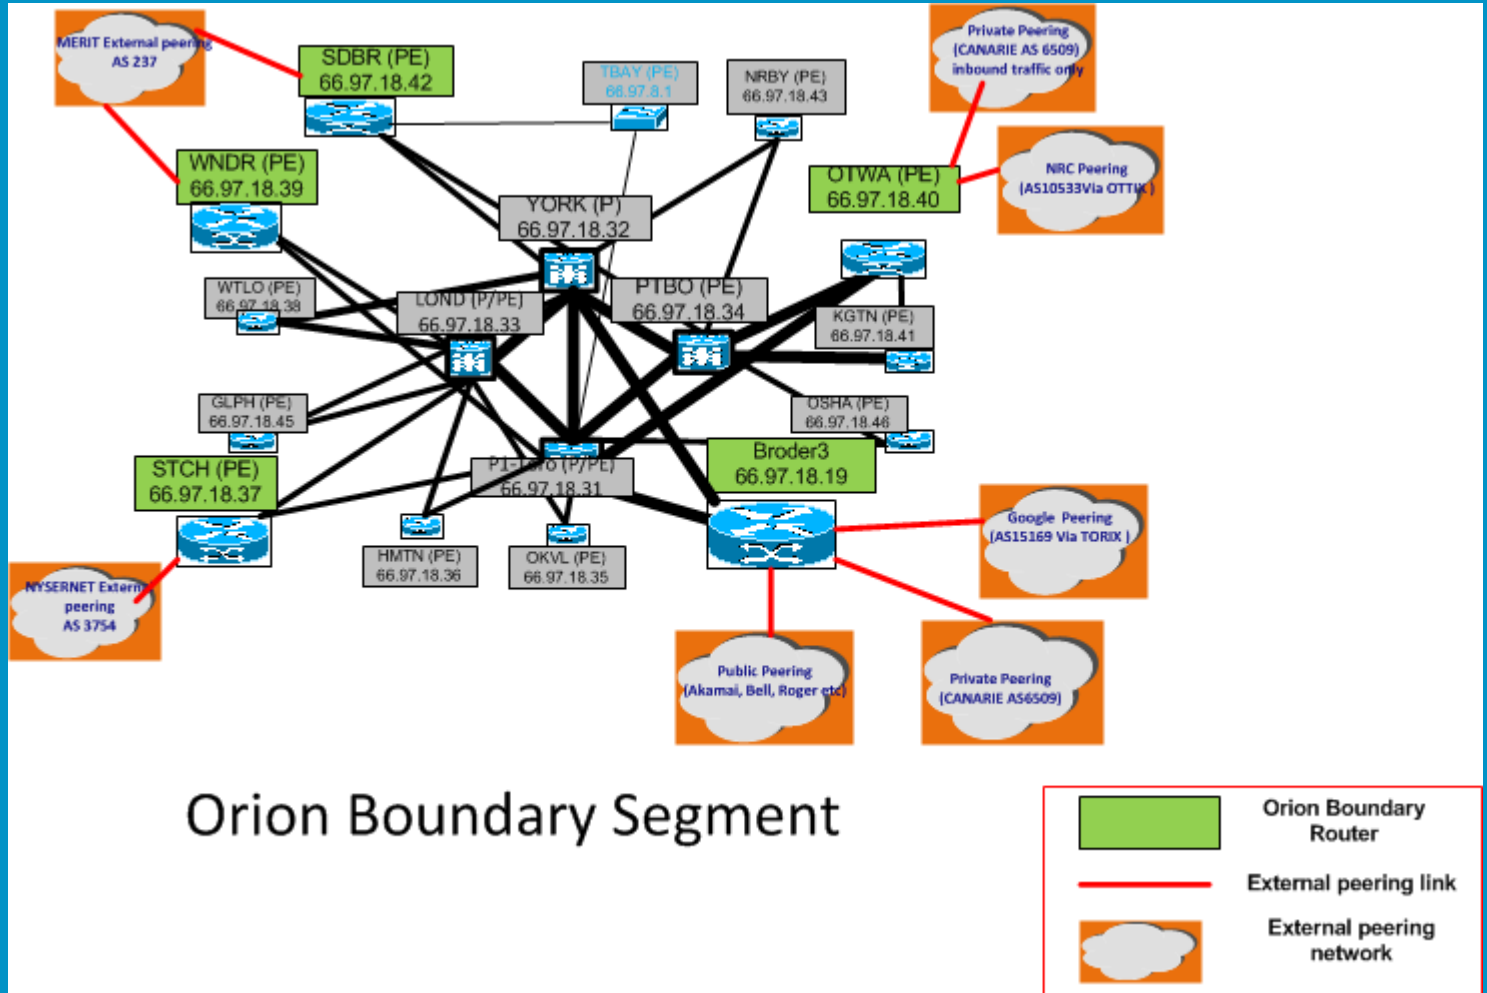 MERIT External peering
AS 237
SDBR (PE)
66.97.18.42
TBAY (PE)
66.97.8.1
NRBY (PE)
66.97.18.43
Private Peering
(CANARIE AS 6509)
inbound traffic only
WNDR (PE)
66.97.18.39
OTWA (PE)
66.97.18.40
NRC Peering
(AS10533Via OTTIX )
YORK (P)
66.97.18.32
WTLO (PE)
66.97.18.38
LOND (P/PE)
66.97.18.33
PTBO (PE)
66.97.18.34
KGTN (PE)
66.97.18.41
GLPH (PE)
66.97.18.45
OSHA (PE)
66.97.18.46
STCH (PE)
66.97.18.37
P1-Toro (P/PE)
66.97.18.31
Broder3
66.97.18.19
HMTN (PE)
66.97.18.36
OKVL (PE)
66.97.18.35
Google Peering
(AS15169 Via TORIX )
NYSERNET Extern
peering
AS 3754
Public Peering
(Akamai, Bell, Roger etc)
Private Peering
(CANARIE AS6509)
Orion Boundary Segment
Orion Boundary
Router
External peering link
External peering
network